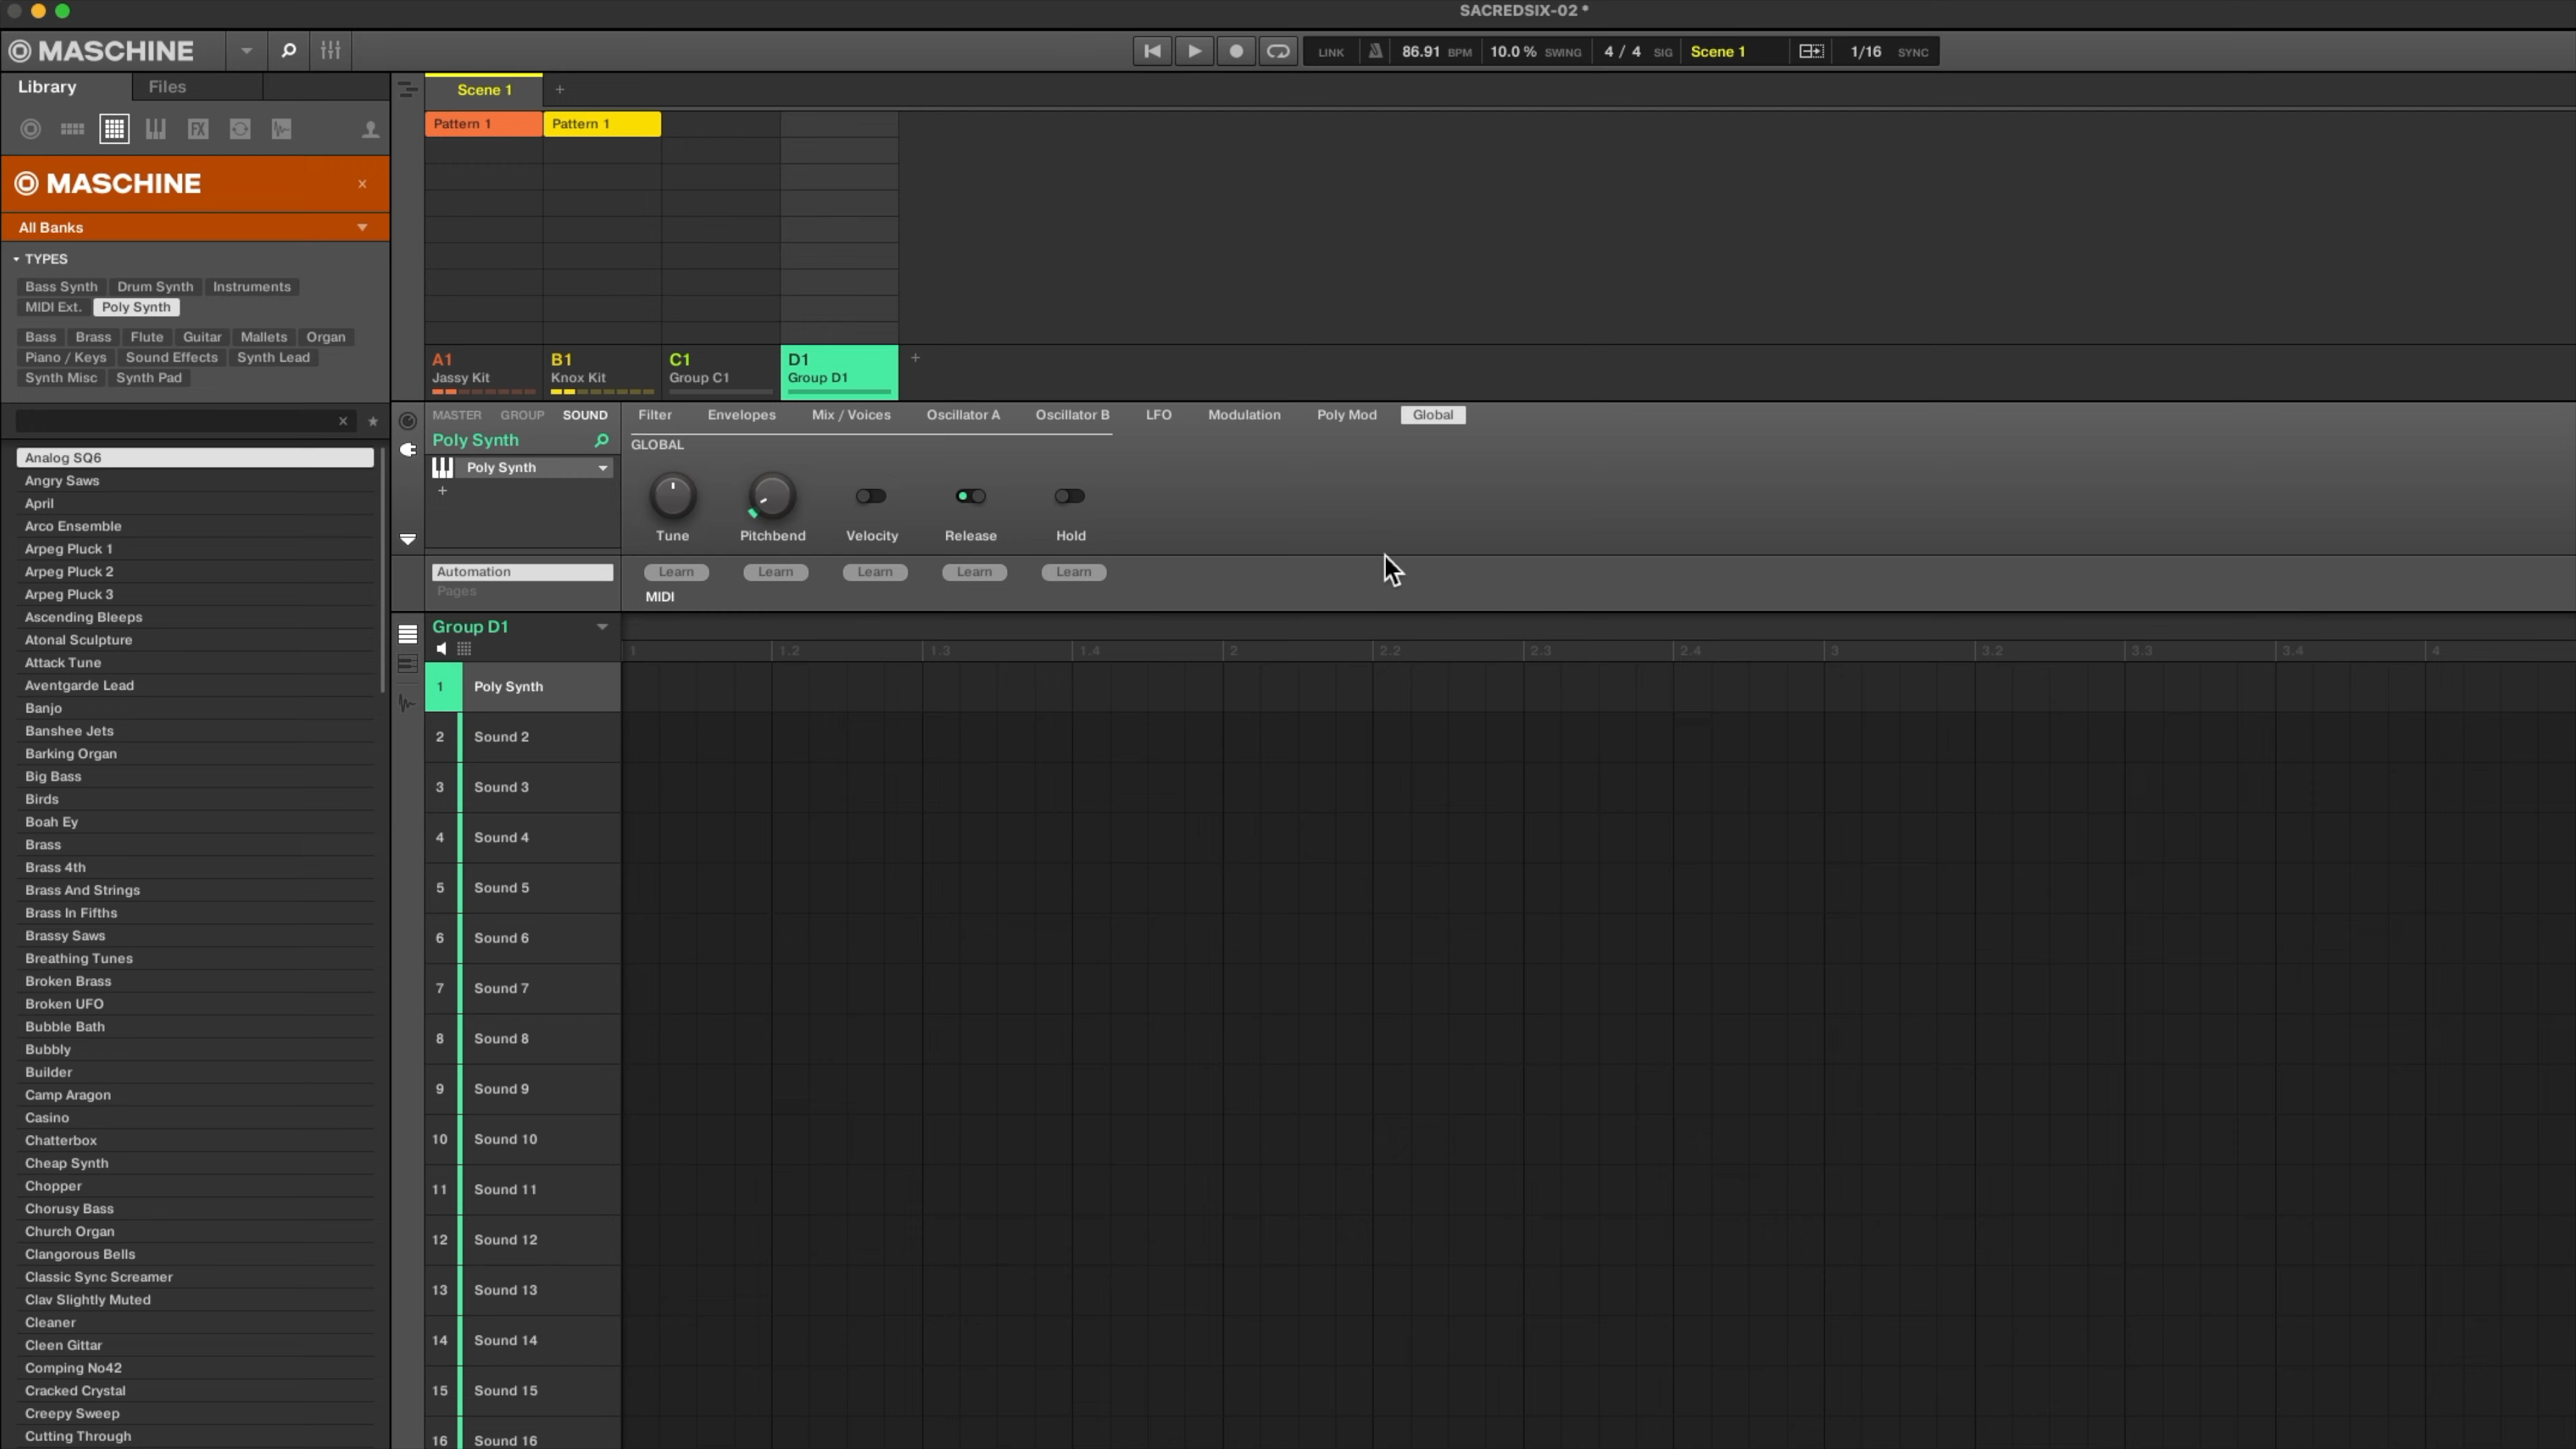 SACREDSIX-02 *
MASCHINE
LINK 86.91 BPM 10.0 % SWING 4 / 4 SIG Scene 1 1/16 SYNC
Library Files
Scene 1 +
FX
Pattern 1 Pattern 1
MASCHINE ×
All Banks
TYPES
Bass Synth Drum Synth Instruments
MIDI Ext. Poly Synth
Bass Brass Flute Guitar Mallets Organ
Piano / Keys Sound Effects Synth Lead
Synth Misc Synth Pad
A1 B1 C1 D1 +
Jassy Kit Knox Kit Group C1 Group D1
MASTER GROUP SOUND
Filter Envelopes Mix / Voices Oscillator A Oscillator B LFO Modulation Poly Mod Global
Poly Synth
GLOBAL
Poly Synth
+
Tune Pitchbend Velocity Release Hold
Automation
Learn Learn Learn Learn Learn
Pages
MIDI
Analog SQ6
Angry Saws
April
Arco Ensemble
Arpeg Pluck 1
Arpeg Pluck 2
Arpeg Pluck 3
Ascending Bleeps
Atonal Sculpture
Attack Tune
Aventgarde Lead
Banjo
Banshee Jets
Barking Organ
Big Bass
Birds
Boah Ey
Brass
Brass 4th
Brass And Strings
Brass In Fifths
Brassy Saws
Breathing Tunes
Broken Brass
Broken UFO
Bubble Bath
Bubbly
Builder
Camp Aragon
Casino
Chatterbox
Cheap Synth
Chopper
Chorusy Bass
Church Organ
Clangorous Bells
Classic Sync Screamer
Clav Slightly Muted
Cleaner
Cleen Gittar
Comping No42
Cracked Crystal
Creepy Sweep
Cutting Through
Group D1
1 1.2 1.3 1.4 2 2.2 2.3 2.4 3 3.2 3.3 3.4 4
1 Poly Synth
2 Sound 2
3 Sound 3
4 Sound 4
5 Sound 5
6 Sound 6
7 Sound 7
8 Sound 8
9 Sound 9
10 Sound 10
11 Sound 11
12 Sound 12
13 Sound 13
14 Sound 14
15 Sound 15
16 Sound 16